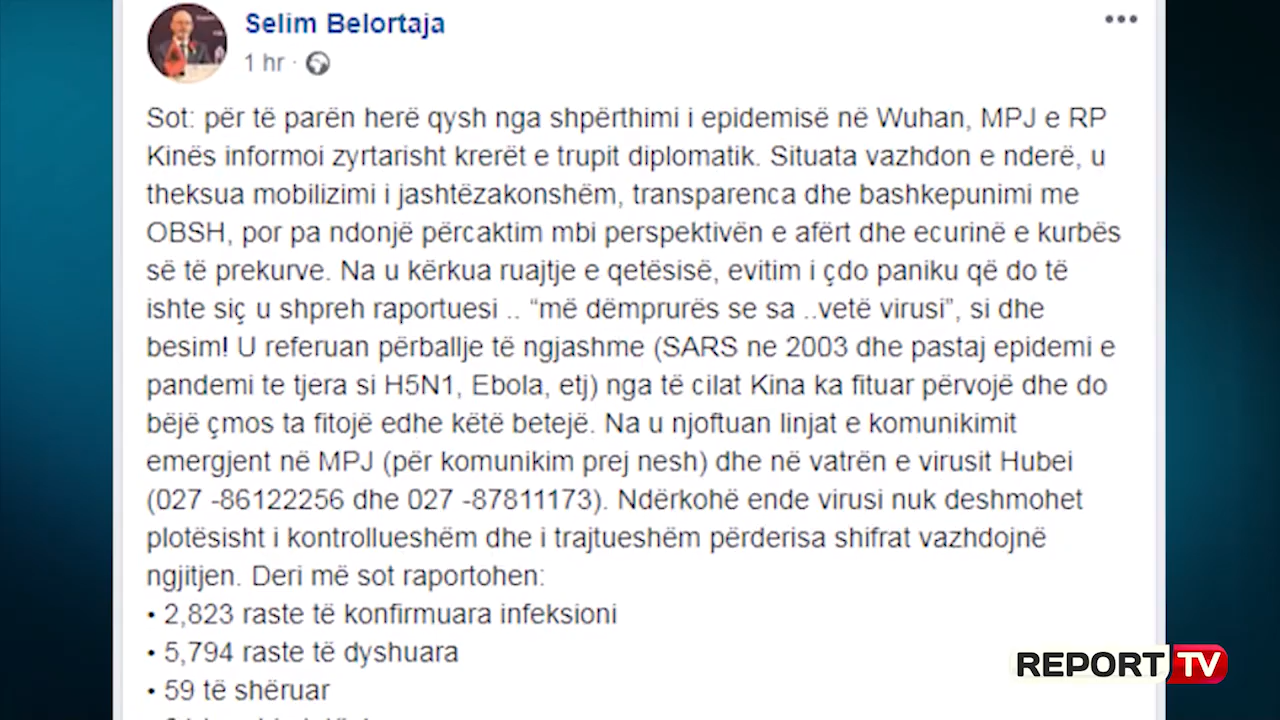 Selim Belortaja
1 hr ·
Sot: për të parën herë qysh nga shpërthimi i epidemisë në Wuhan, MPJ e RP
Kinës informoi zyrtarisht krerët e trupit diplomatik. Situata vazhdon e nderë, u
theksua mobilizimi i jashtëzakonshëm, transparenca dhe bashkepunimi me
OBSH, por pa ndonjë përcaktim mbi perspektivën e afërt dhe ecurinë e kurbës
së të prekurve. Na u kërkua ruajtje e qetësisë, evitim i çdo paniku që do të
ishte siç u shpreh raportuesi .. “më dëmprurës se sa ..vetë virusi”, si dhe
besim! U referuan përballje të ngjashme (SARS ne 2003 dhe pastaj epidemi e
pandemi te tjera si H5N1, Ebola, etj) nga të cilat Kina ka fituar përvojë dhe do
bëjë çmos ta fitojë edhe këtë betejë. Na u njoftuan linjat e komunikimit
emergjent në MPJ (për komunikim prej nesh) dhe në vatrën e virusit Hubei
(027 -86122256 dhe 027 -87811173). Ndërkohë ende virusi nuk deshmohet
plotësisht i kontrollueshëm dhe i trajtueshëm përderisa shifrat vazhdojnë
ngjitjen. Deri më sot raportohen:
• 2,823 raste të konfirmuara infeksioni
• 5,794 raste të dyshuara
• 59 të shëruar
REPORT TV